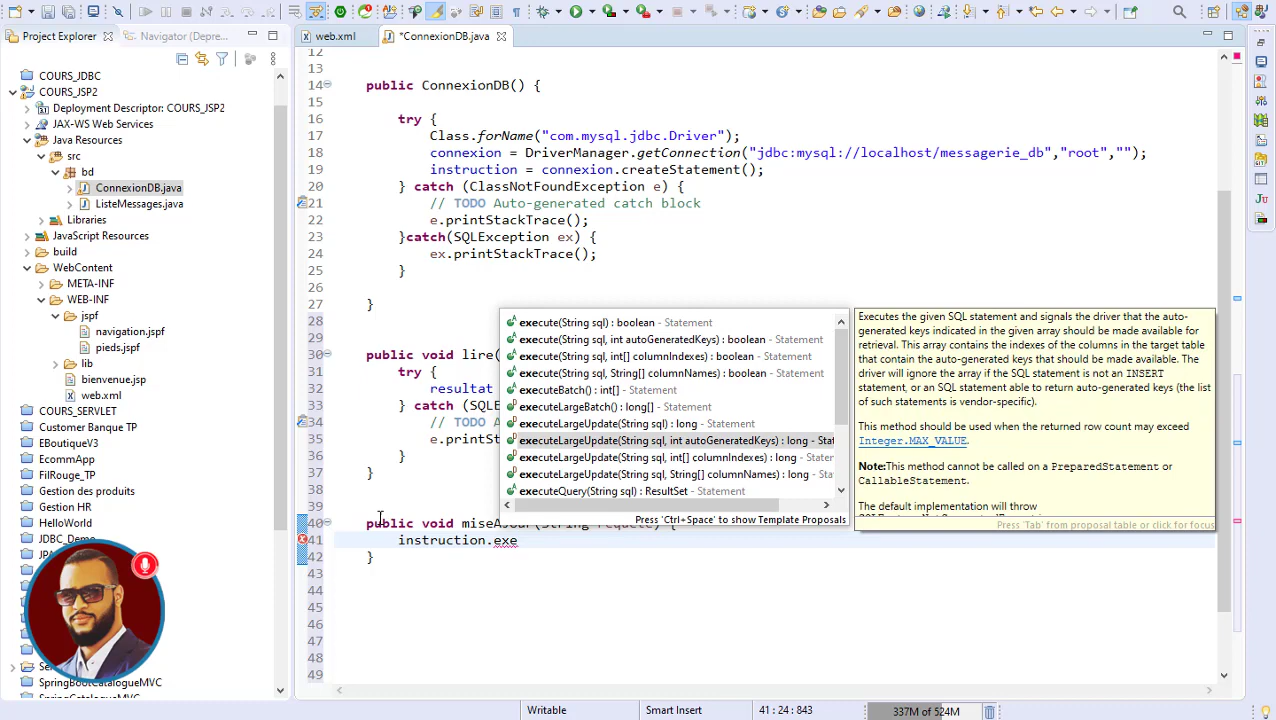 Project Explorer
Navigator (Depre...
web.xml
*ConnexionDB.java
COURS_JDBC
COURS_JSP2
Deployment Descriptor: COURS_JSP2
JAX-WS Web Services
Java Resources
src
bd
ConnexionDB.java
ListeMessages.java
Libraries
JavaScript Resources
build
WebContent
META-INF
WEB-INF
jspf
navigation.jspf
pieds.jspf
lib
bienvenue.jsp
web.xml
COURS_SERVLET
Customer Banque TP
EBoutiqueV3
EcommApp
FilRouge_TP
Gestion des produits
Gestion HR
HelloWorld
JDBC_Demo
SpringBootCatalogueMVC
SpringCatalogueMVC
12
13
14 public ConnexionDB() {
15
16 try {
17 Class.forName("com.mysql.jdbc.Driver");
18 connexion = DriverManager.getConnection("jdbc:mysql://localhost/messagerie_db","root","");
19 instruction = connexion.createStatement();
20 } catch (ClassNotFoundException e) {
21 // TODO Auto-generated catch block
22 e.printStackTrace();
23 }catch(SQLException ex) {
24 ex.printStackTrace();
25 }
26
27 }
28
29
30 public void lire(
31 try {
32 resultat
33 } catch (SQLE
34 // TODO A
35 e.printSt
36 }
37 }
38
39
40 public void miseAJour(String requete) {
41 instruction.exe
42 }
43
44
45
46
47
48
49
execute(String sql) : boolean - Statement
execute(String sql, int autoGeneratedKeys) : boolean - Statement
execute(String sql, int[] columnIndexes) : boolean - Statement
execute(String sql, String[] columnNames) : boolean - Statement
executeBatch() : int[] - Statement
executeLargeBatch() : long[] - Statement
executeLargeUpdate(String sql) : long - Statement
executeLargeUpdate(String sql, int autoGeneratedKeys) : long - Stat
executeLargeUpdate(String sql, int[] columnIndexes) : long - Statem
executeLargeUpdate(String sql, String[] columnNames) : long - Sta
executeQuery(String sql) : ResultSet - Statement
Press 'Ctrl+Space' to show Template Proposals
Executes the given SQL statement and signals the driver that the auto-
generated keys indicated in the given array should be made available for
retrieval. This array contains the indexes of the columns in the target table
that contain the auto-generated keys that should be made available. The
driver will ignore the array if the SQL statement is not an INSERT
statement, or an SQL statement able to return auto-generated keys (the list
of such statements is vendor-specific).
This method should be used when the returned row count may exceed
Integer.MAX_VALUE.
Note:This method cannot be called on a PreparedStatement or
CallableStatement.
The default implementation will throw
Press 'Tab' from proposal table or click for focus
Writable
Smart Insert
41 : 24 : 843
337M of 524M